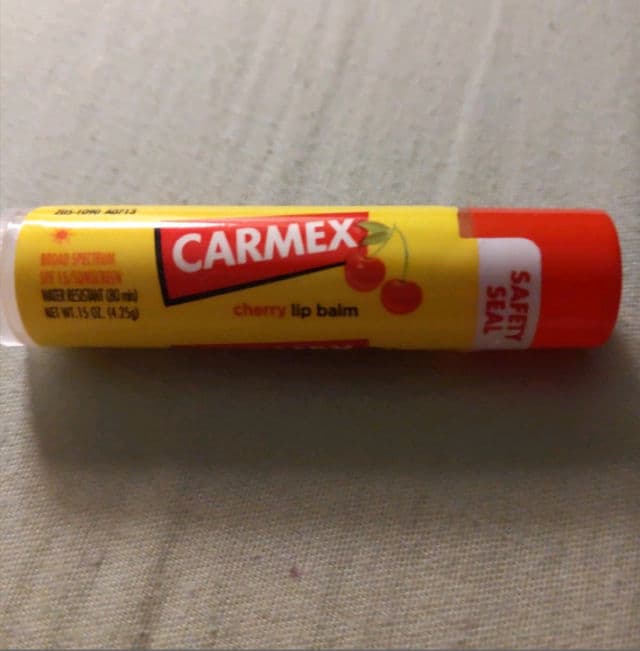 BROAD SPECTRUM
SPF 15/SUNSCREEN
WATER RESISTANT (80 min)
NET WT. .15 OZ. (4.25g)
CARMEX
cherry lip balm
SAFETY
SEAL